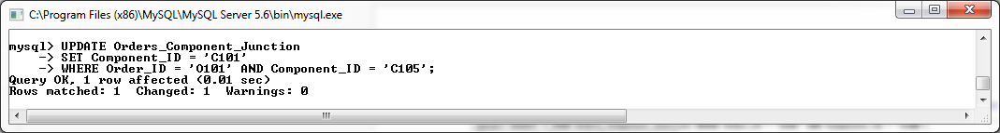 C:\Program Files (x86)\MySQL\MySQL Server 5.6\bin\mysql.exe
mysql> UPDATE Orders_Component_Junction
    -> SET Component_ID = 'C101'
    -> WHERE Order_ID = 'O101' AND Component_ID = 'C105';
Query OK, 1 row affected (0.01 sec)
Rows matched: 1  Changed: 1  Warnings: 0